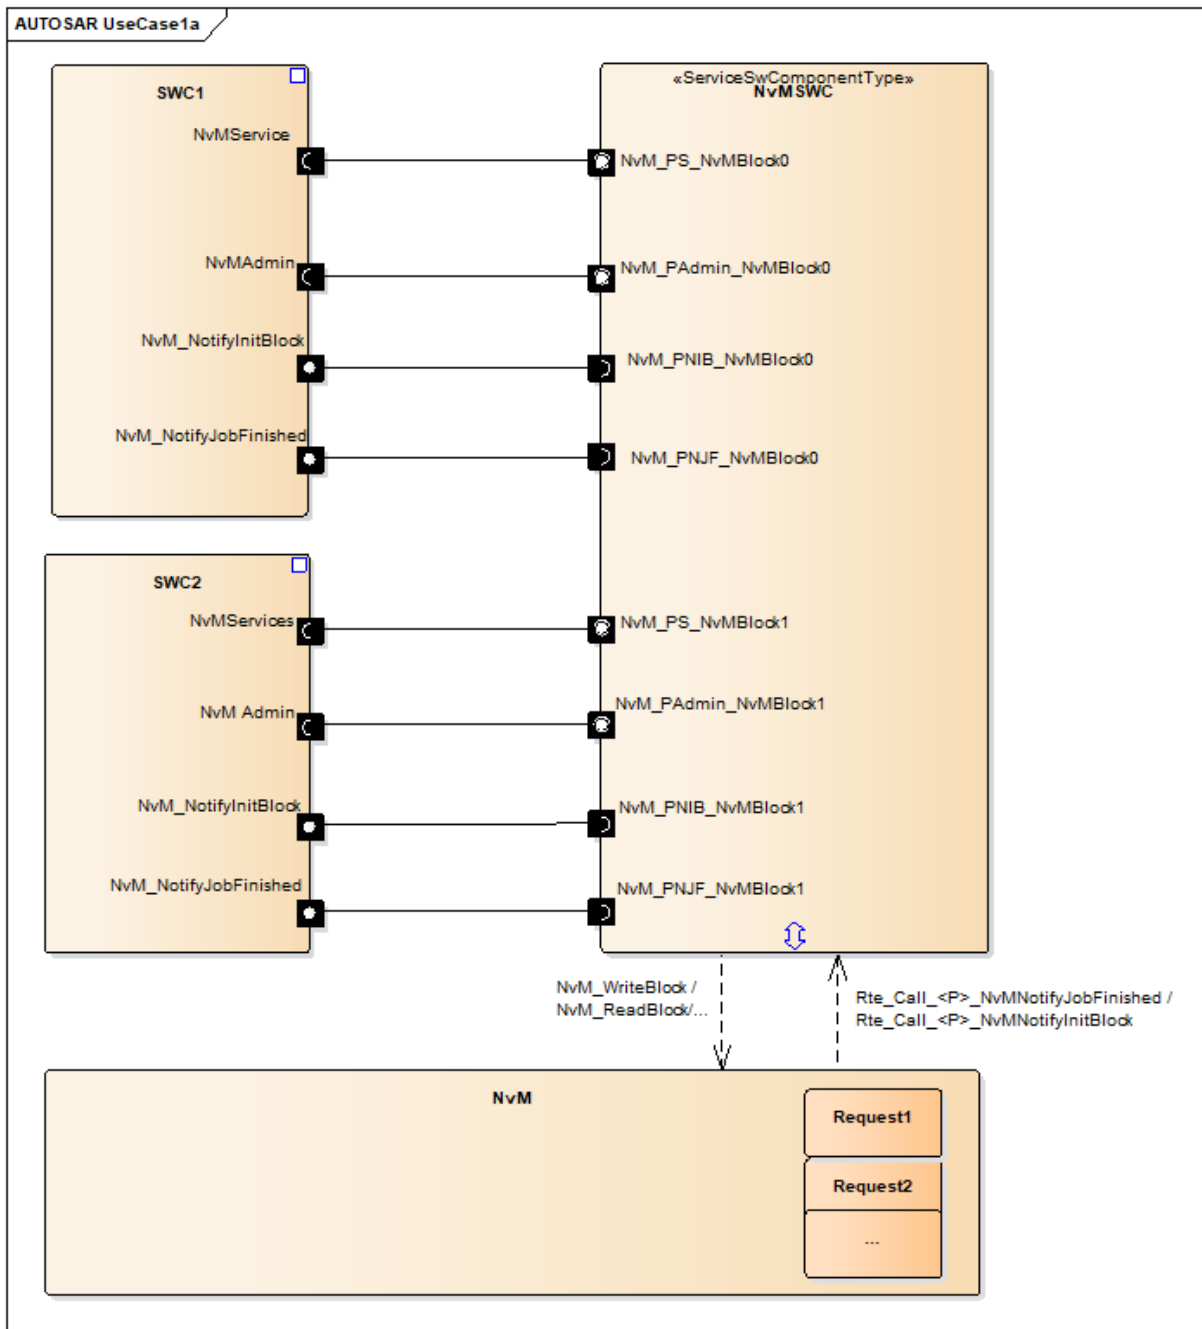 AUTOSAR UseCase1a
SWC1
NvMService
NvMAdmin
NvM_NotifyInitBlock
NvM_NotifyJobFinished
«ServiceSwComponentType»
NvMSWC
NvM_PS_NvMBlock0
NvM_PAdmin_NvMBlock0
NvM_PNIB_NvMBlock0
NvM_PNJF_NvMBlock0
SWC2
NvMServices
NvM Admin
NvM_NotifyInitBlock
NvM_NotifyJobFinished
NvM_PS_NvMBlock1
NvM_PAdmin_NvMBlock1
NvM_PNIB_NvMBlock1
NvM_PNJF_NvMBlock1
NvM_WriteBlock /
NvM_ReadBlock/...
Rte_Call_<P>_NvMNotifyJobFinished /
Rte_Call_<P>_NvMNotifyInitBlock
NvM
Request1
Request2
...